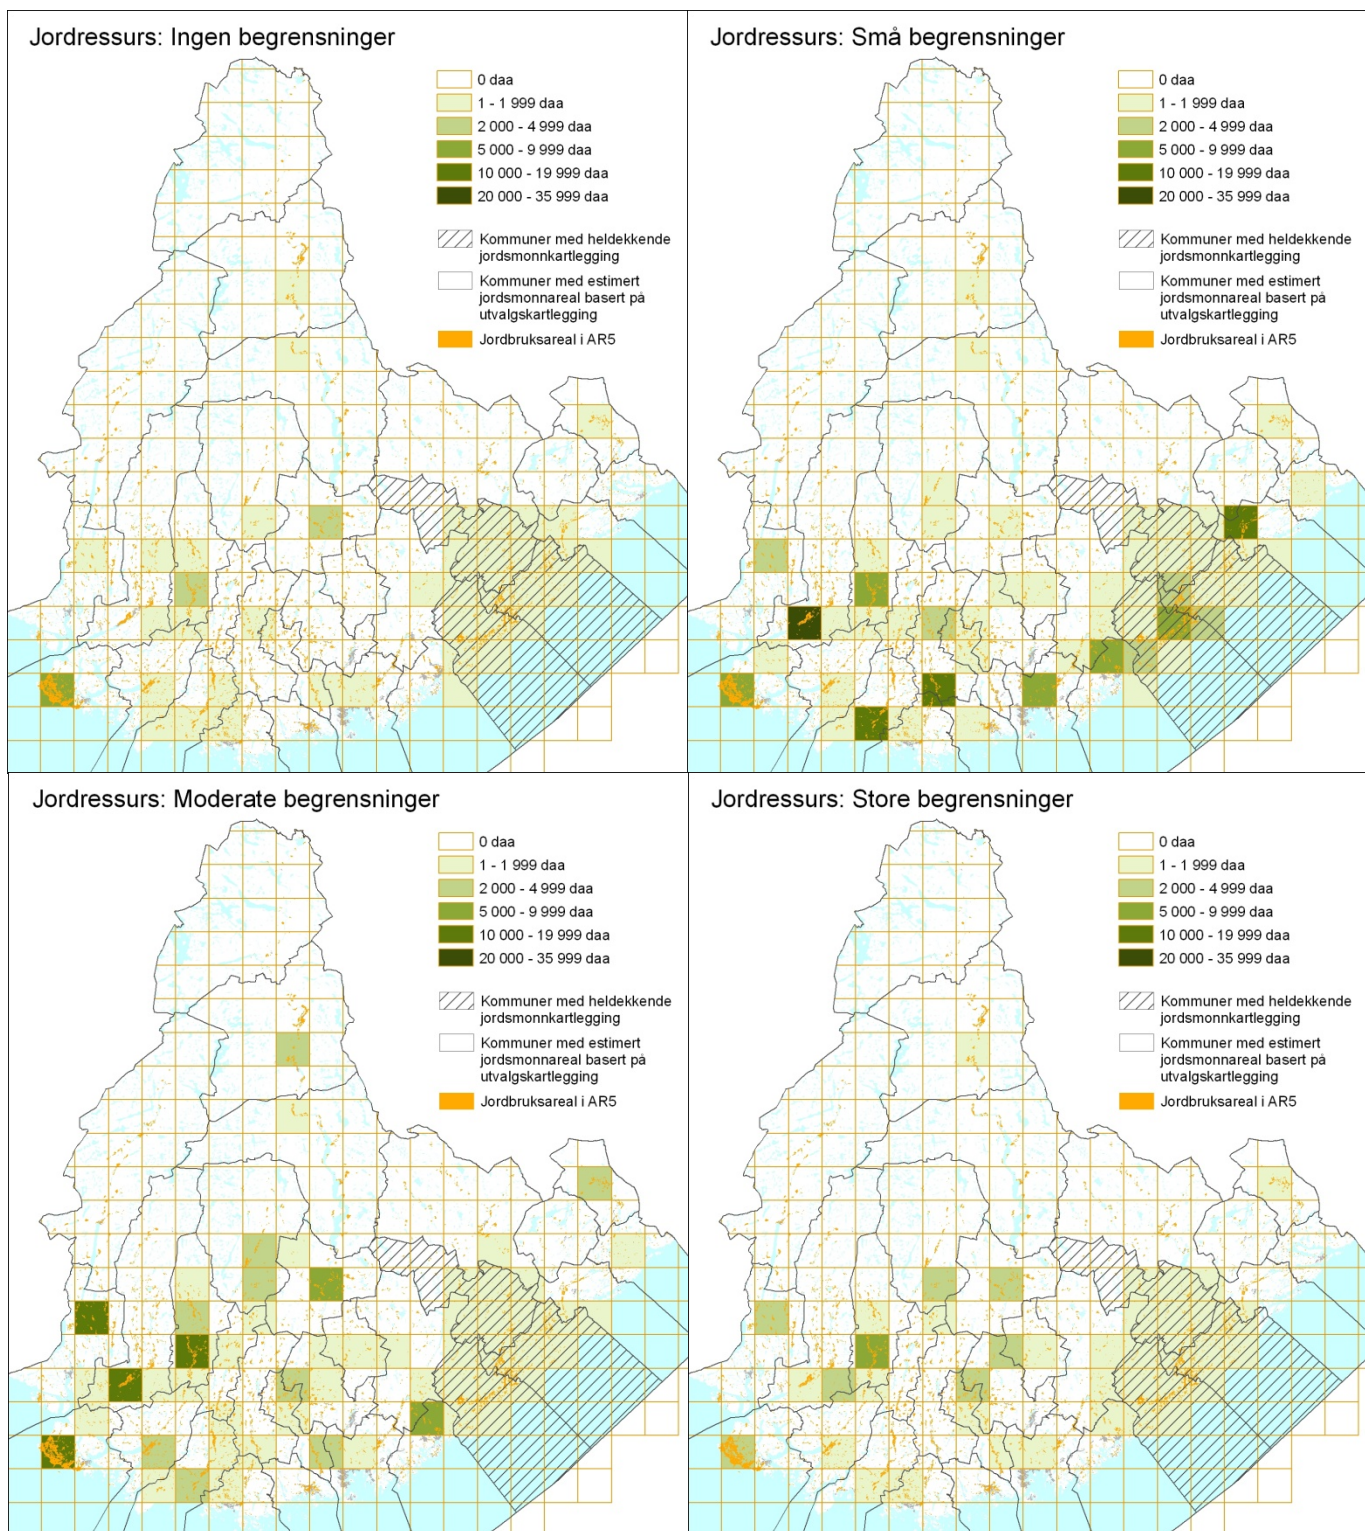 Jordressurs: Ingen begrensninger
0 daa
1 - 1 999 daa
2 000 - 4 999 daa
5 000 - 9 999 daa
10 000 - 19 999 daa
20 000 - 35 999 daa
Kommuner med heldekkende
jordsmonnkartlegging
Kommuner med estimert
jordsmonnareal basert på
utvalgskartlegging
Jordbruksareal i AR5
Jordressurs: Små begrensninger
0 daa
1 - 1 999 daa
2 000 - 4 999 daa
5 000 - 9 999 daa
10 000 - 19 999 daa
20 000 - 35 999 daa
Kommuner med heldekkende
jordsmonnkartlegging
Kommuner med estimert
jordsmonnareal basert på
utvalgskartlegging
Jordbruksareal i AR5
Jordressurs: Moderate begrensninger
0 daa
1 - 1 999 daa
2 000 - 4 999 daa
5 000 - 9 999 daa
10 000 - 19 999 daa
20 000 - 35 999 daa
Kommuner med heldekkende
jordsmonnkartlegging
Kommuner med estimert
jordsmonnareal basert på
utvalgskartlegging
Jordbruksareal i AR5
Jordressurs: Store begrensninger
0 daa
1 - 1 999 daa
2 000 - 4 999 daa
5 000 - 9 999 daa
10 000 - 19 999 daa
20 000 - 35 999 daa
Kommuner med heldekkende
jordsmonnkartlegging
Kommuner med estimert
jordsmonnareal basert på
utvalgskartlegging
Jordbruksareal i AR5